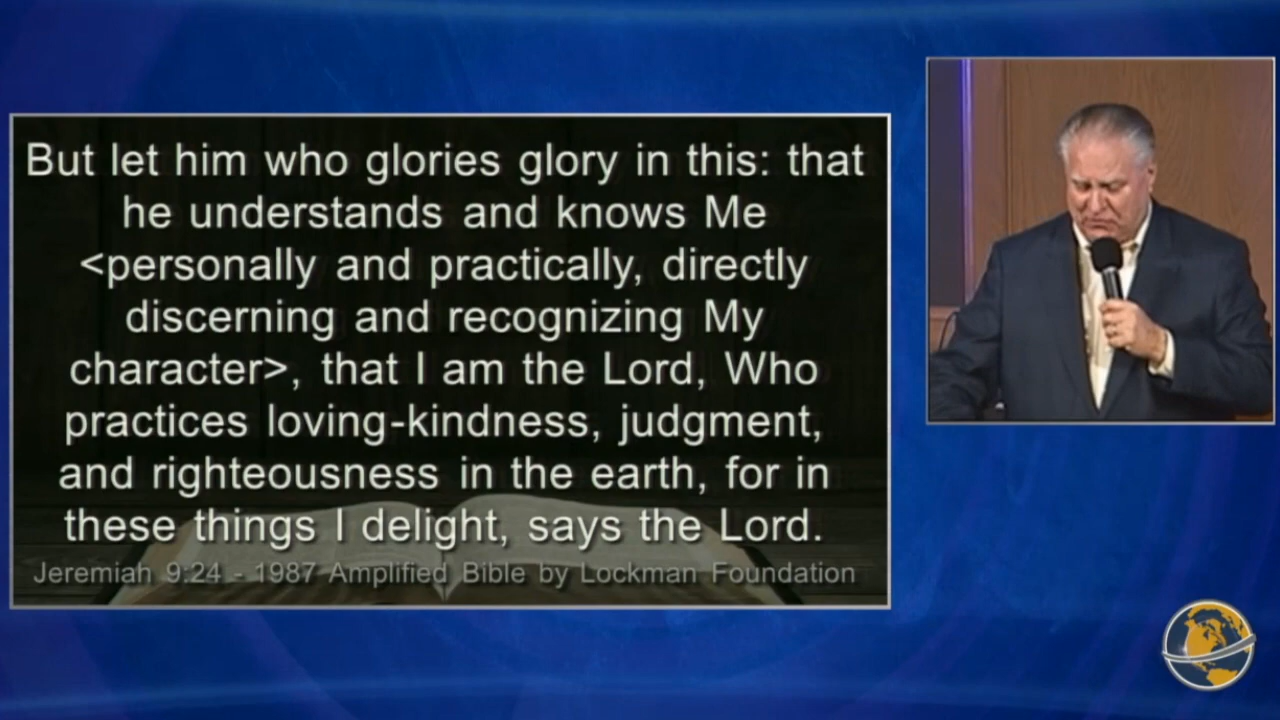 But let him who glories glory in this: that
he understands and knows Me
<personally and practically, directly
discerning and recognizing My
character>, that I am the Lord, Who
practices loving-kindness, judgment,
and righteousness in the earth, for in
these things I delight, says the Lord.
Jeremiah 9:24 - 1987 Amplified Bible by Lockman Foundation